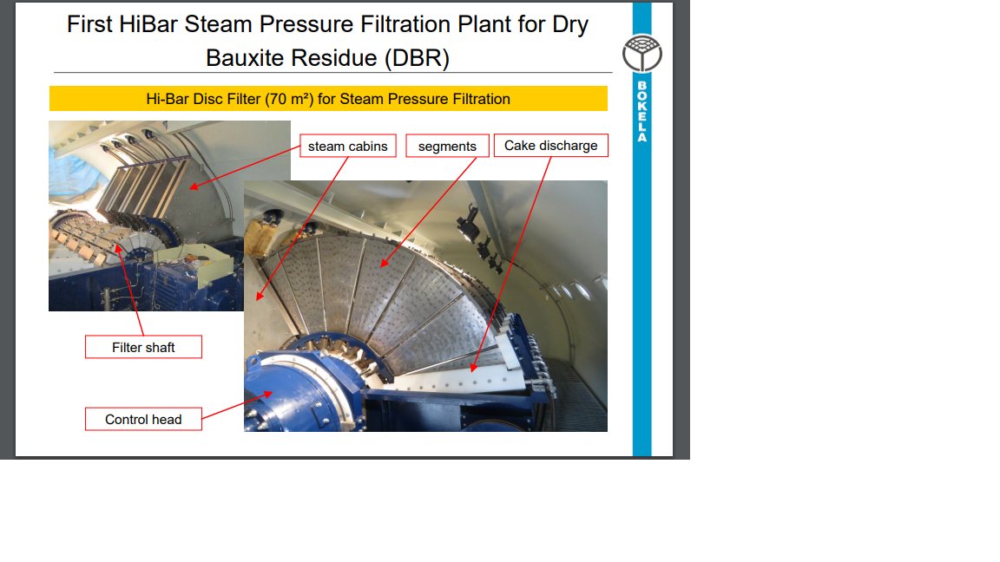 First HiBar Steam Pressure Filtration Plant for Dry
Bauxite Residue (DBR)
Hi-Bar Disc Filter (70 m²) for Steam Pressure Filtration
steam cabins
segments
Cake discharge
Filter shaft
Control head
BOKELA